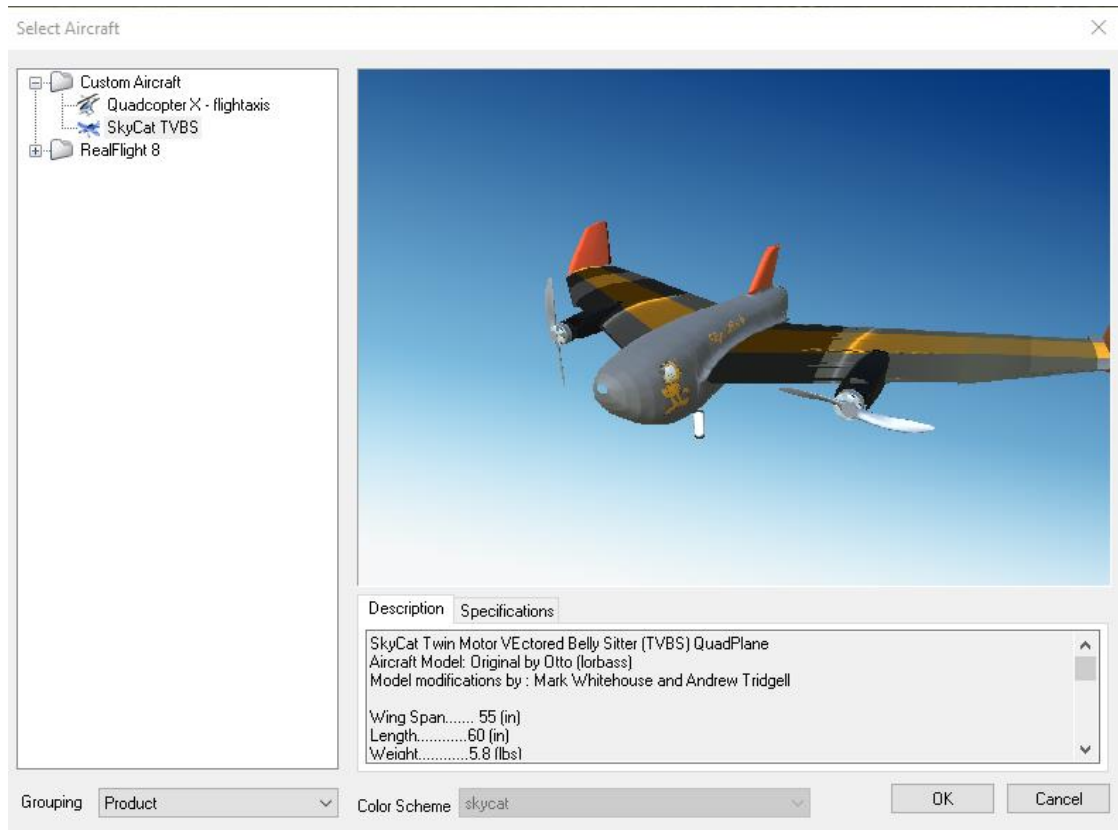 Select Aircraft
Custom Aircraft
Quadcopter X - flightaxis
SkyCat TVBS
RealFlight 8
Description
Specifications
SkyCat Twin Motor VEctored Belly Sitter (TVBS) QuadPlane
Aircraft Model: Original by Otto (lorbass)
Model modifications by : Mark Whitehouse and Andrew Tridgell
Wing Span....... 55 (in)
Length............60 (in)
Weight............5.8 (lbs)
Grouping
Product
Color Scheme
skycat
OK
Cancel